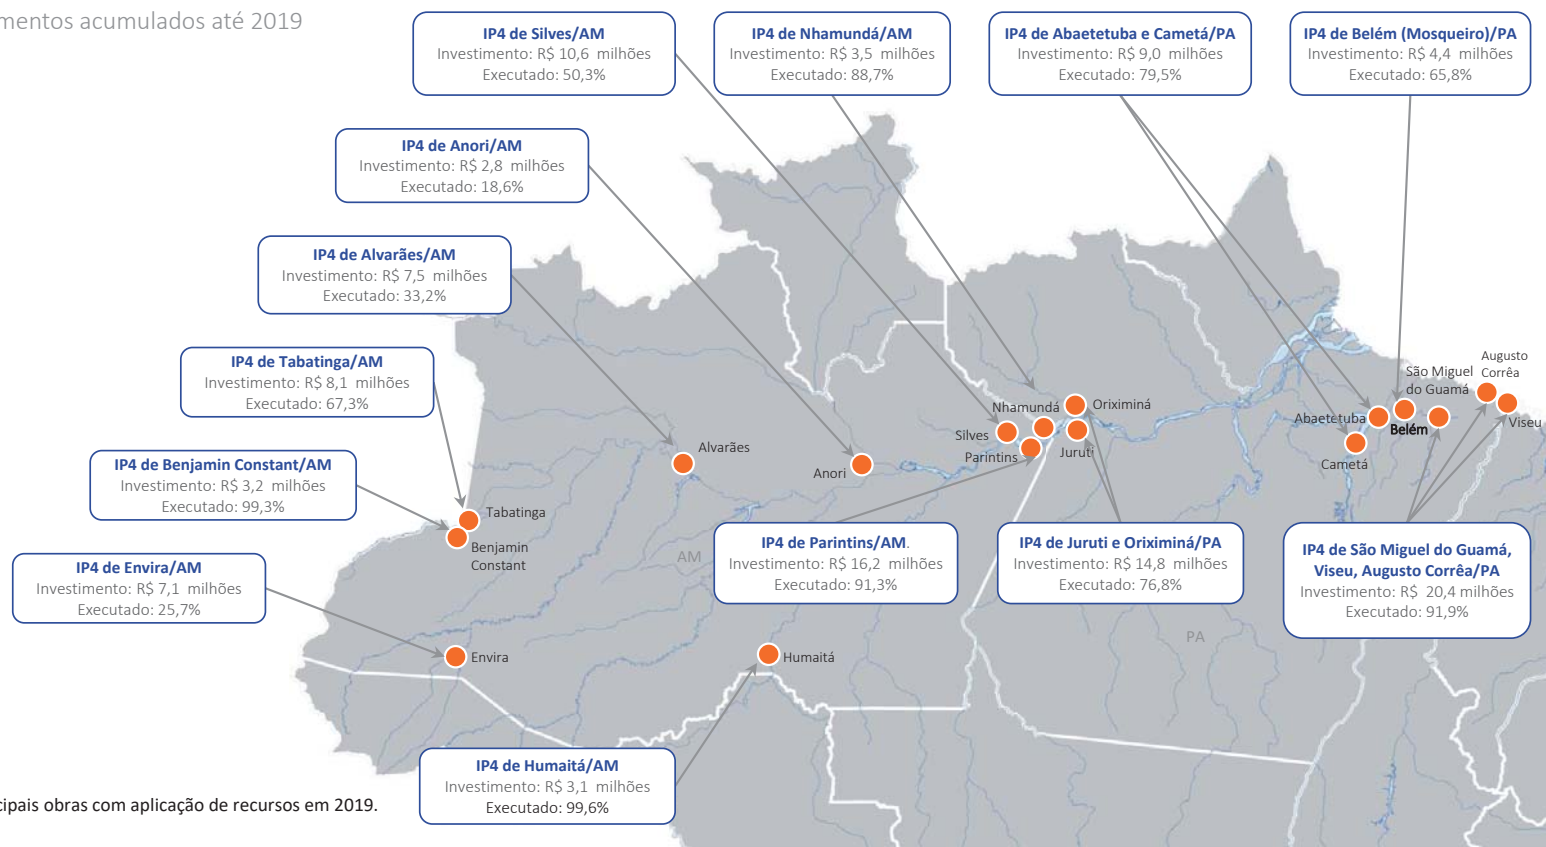 mentos acumulados até 2019
IP4 de Silves/AM
Investimento: R$ 10,6 milhões
Executado: 50,3%
IP4 de Nhamundá/AM
Investimento: R$ 3,5 milhões
Executado: 88,7%
IP4 de Abaetetuba e Cametá/PA
Investimento: R$ 9,0 milhões
Executado: 79,5%
IP4 de Belém (Mosqueiro)/PA
Investimento: R$ 4,4 milhões
Executado: 65,8%
IP4 de Anori/AM
Investimento: R$ 2,8 milhões
Executado: 18,6%
IP4 de Alvarães/AM
Investimento: R$ 7,5 milhões
Executado: 33,2%
IP4 de Tabatinga/AM
Investimento: R$ 8,1 milhões
Executado: 67,3%
IP4 de Benjamin Constant/AM
Investimento: R$ 3,2 milhões
Executado: 99,3%
IP4 de Envira/AM
Investimento: R$ 7,1 milhões
Executado: 25,7%
Augusto
Corrêa
São Miguel
do Guamá
Viseu
Abaetetuba
Belém
Cametá
Oriximiná
Nhamundá
Silves
Parintins
Juruti
Alvarães
Anori
Tabatinga
Benjamin
Constant
AM
PA
Envira
Humaitá
IP4 de Parintins/AM.
Investimento: R$ 16,2 milhões
Executado: 91,3%
IP4 de Juruti e Oriximiná/PA
Investimento: R$ 14,8 milhões
Executado: 76,8%
IP4 de São Miguel do Guamá,
Viseu, Augusto Corrêa/PA
Investimento: R$ 20,4 milhões
Executado: 91,9%
IP4 de Humaitá/AM
Investimento: R$ 3,1 milhões
Executado: 99,6%
cipais obras com aplicação de recursos em 2019.